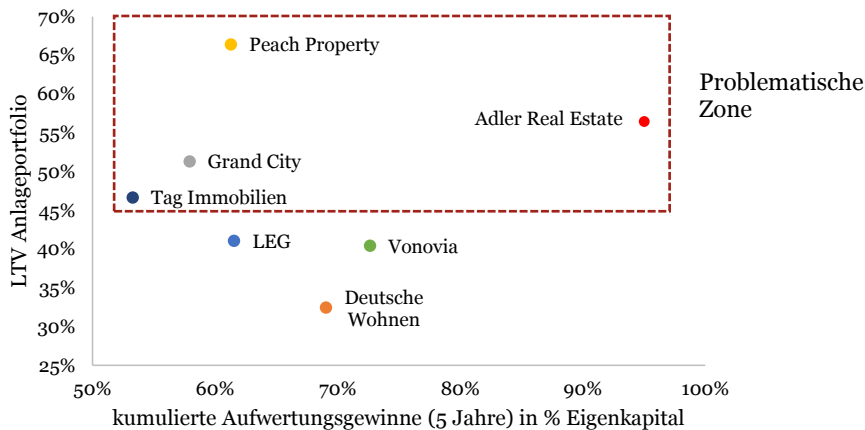 70%
65%
60%
55%
50%
45%
40%
35%
30%
25%
LTV Anlageportfolio
Peach Property
Adler Real Estate
Grand City
Tag Immobilien
LEG
Vonovia
Deutsche
Wohnen
Problematische
Zone
50%
60%
70%
80%
90%
100%
kumulierte Aufwertungsgewinne (5 Jahre) in % Eigenkapital